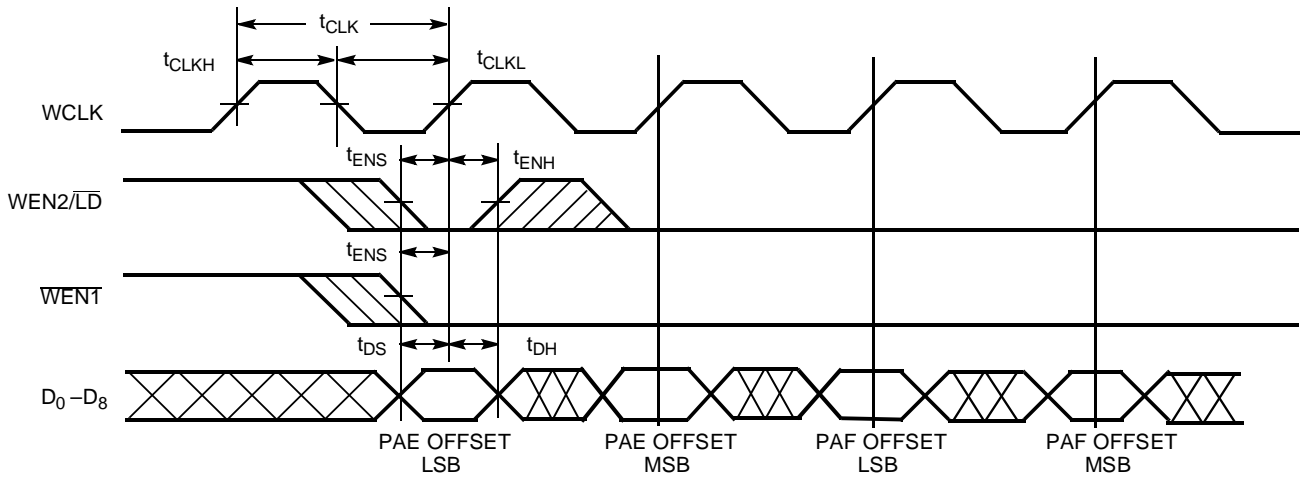 tCLK
tCLKH
tCLKL
WCLK
tENS
tENH
WEN2/LD
tENS
WEN1
tDS
tDH
D0 –D8
PAE OFFSET
LSB
PAE OFFSET
MSB
PAF OFFSET
LSB
PAF OFFSET
MSB